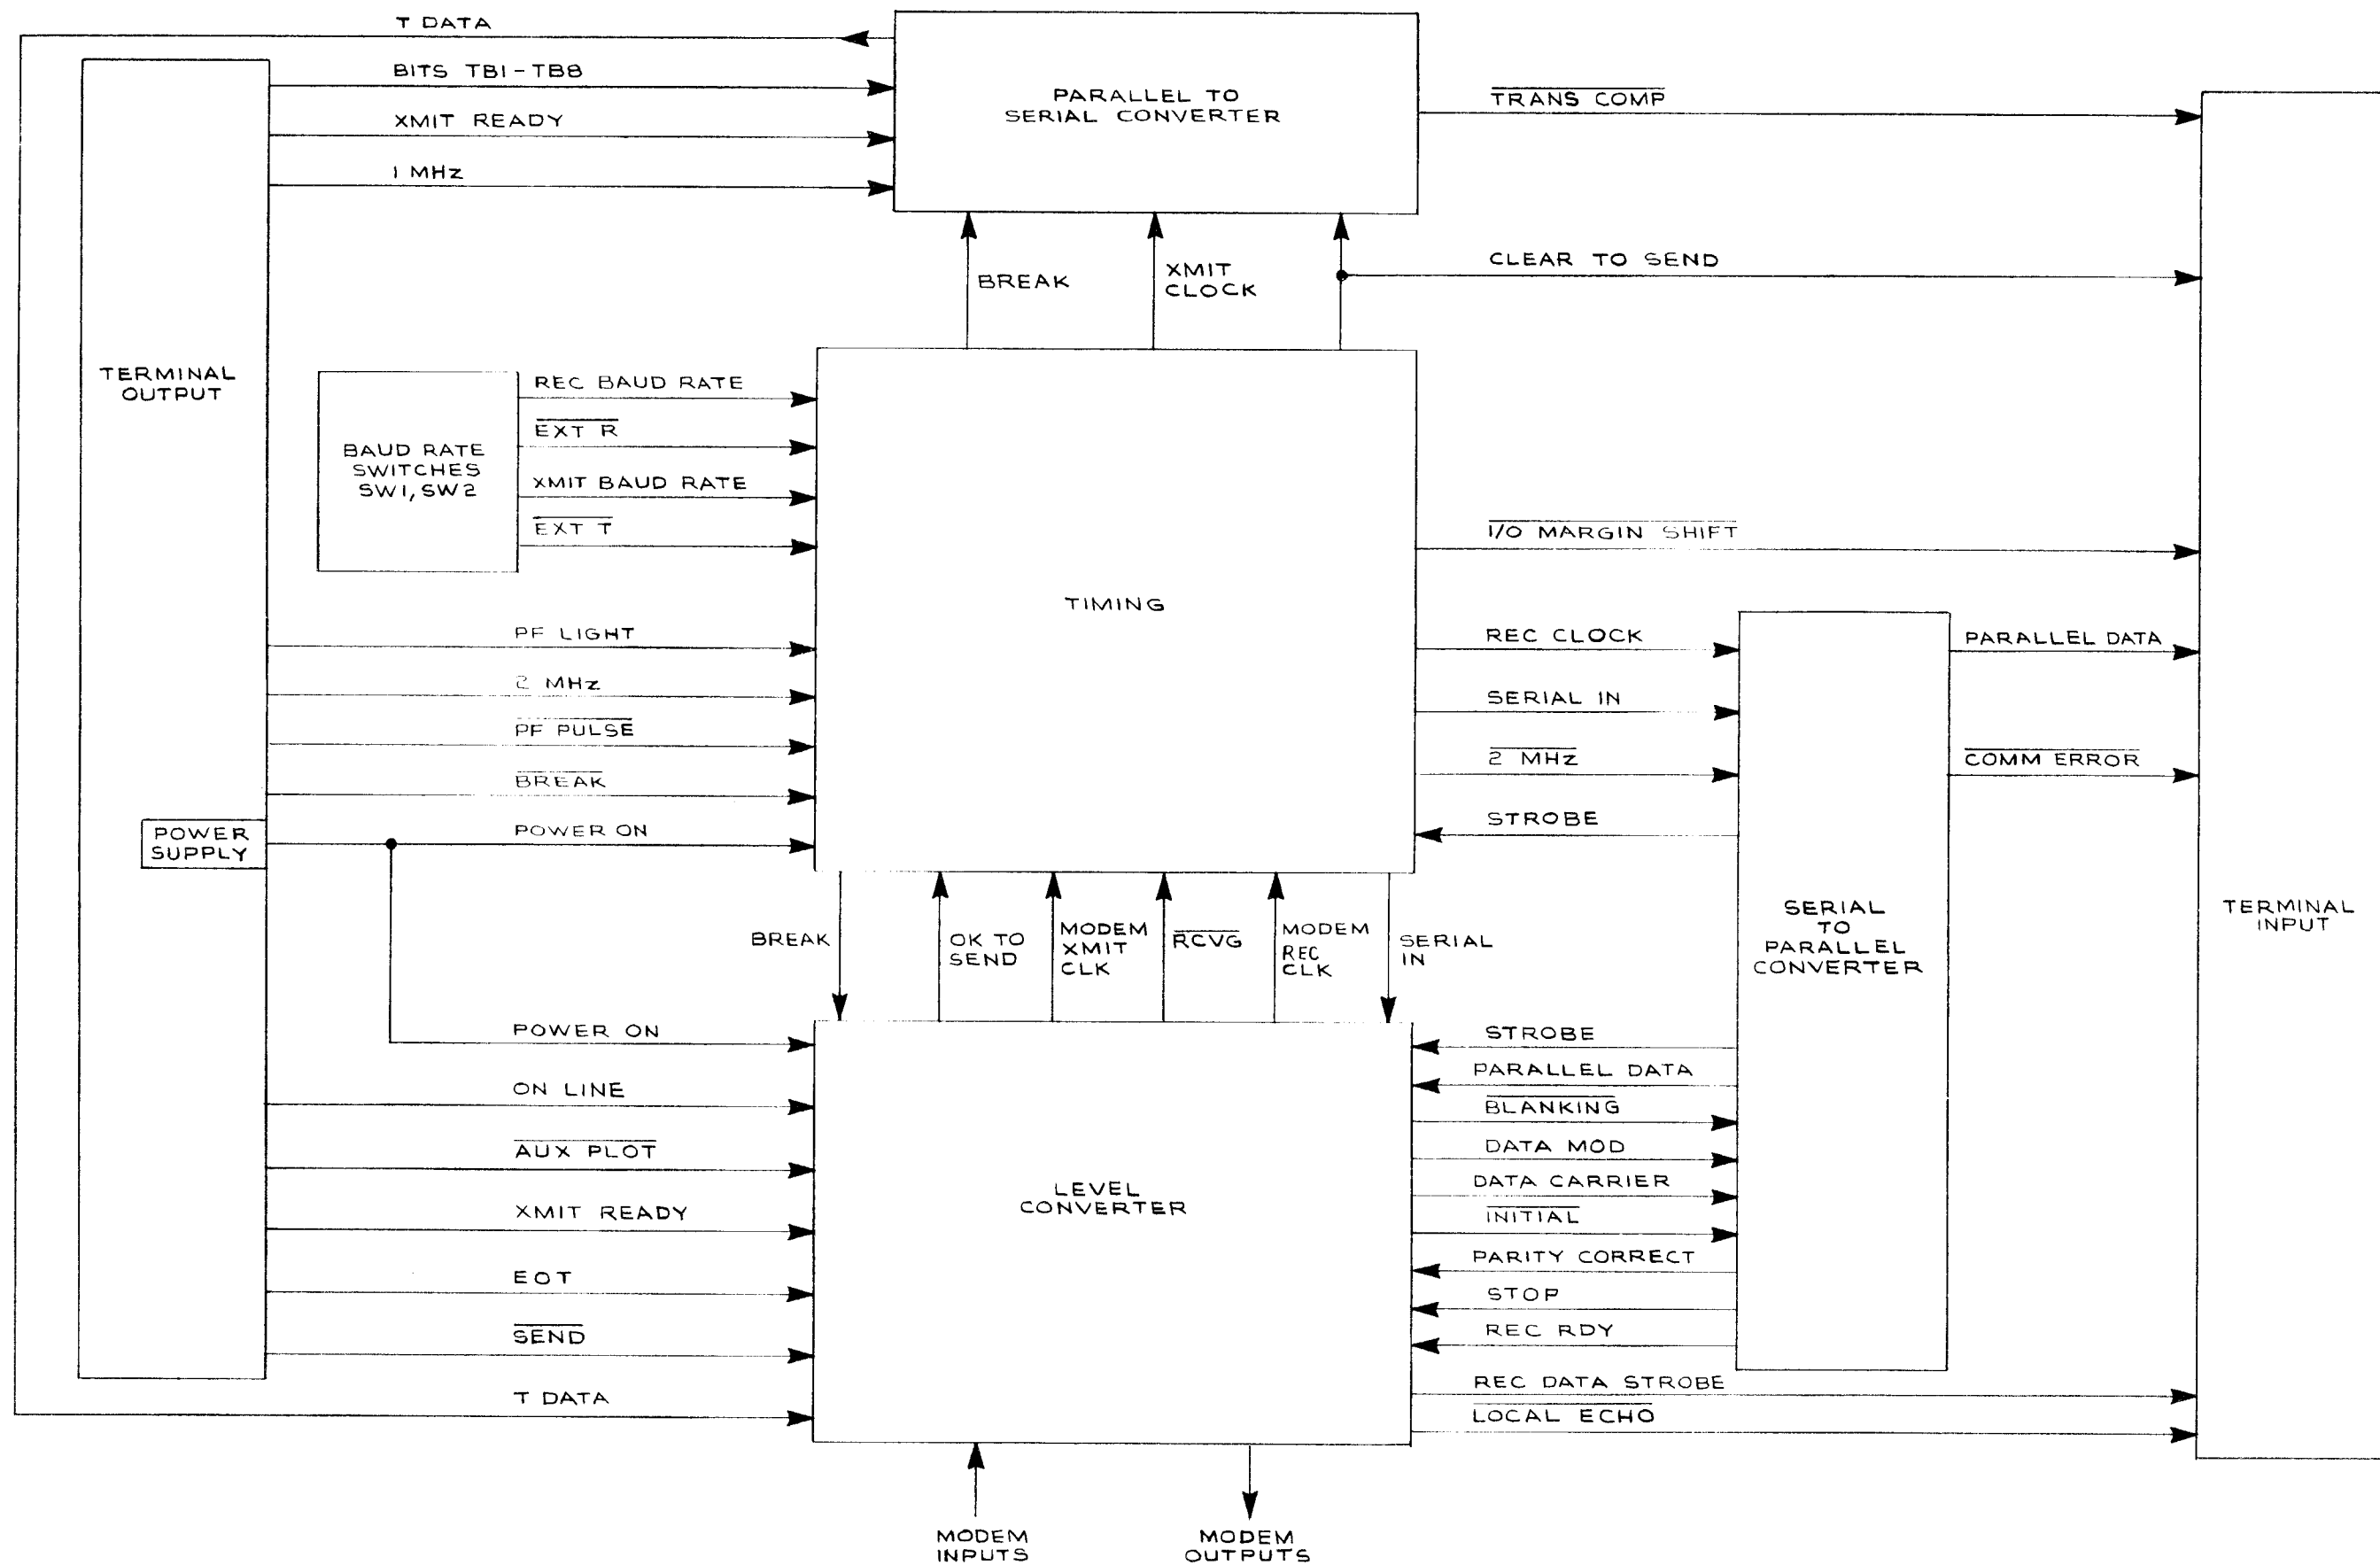 T DATA
BITS TB1-TB8
XMIT READY
1 MHz
PARALLEL TO
SERIAL CONVERTER
TRANS COMP
BREAK
XMIT
CLOCK
CLEAR TO SEND
TERMINAL
OUTPUT
BAUD RATE
SWITCHES
SW1, SW2
REC BAUD RATE
EXT R
XMIT BAUD RATE
EXT T
TIMING
I/O MARGIN SHIFT
PF LIGHT
2 MHz
PF PULSE
BREAK
POWER ON
POWER
SUPPLY
REC CLOCK
SERIAL IN
2 MHz
STROBE
PARALLEL DATA
COMM ERROR
SERIAL
TO
PARALLEL
CONVERTER
TERMINAL
INPUT
BREAK
OK TO
SEND
MODEM
XMIT
CLK
RCVG
MODEM
REC
CLK
SERIAL
IN
POWER ON
ON LINE
AUX PLOT
XMIT READY
EOT
SEND
T DATA
LEVEL
CONVERTER
STROBE
PARALLEL DATA
BLANKING
DATA MOD
DATA CARRIER
INITIAL
PARITY CORRECT
STOP
REC RDY
REC DATA STROBE
LOCAL ECHO
MODEM
INPUTS
MODEM
OUTPUTS